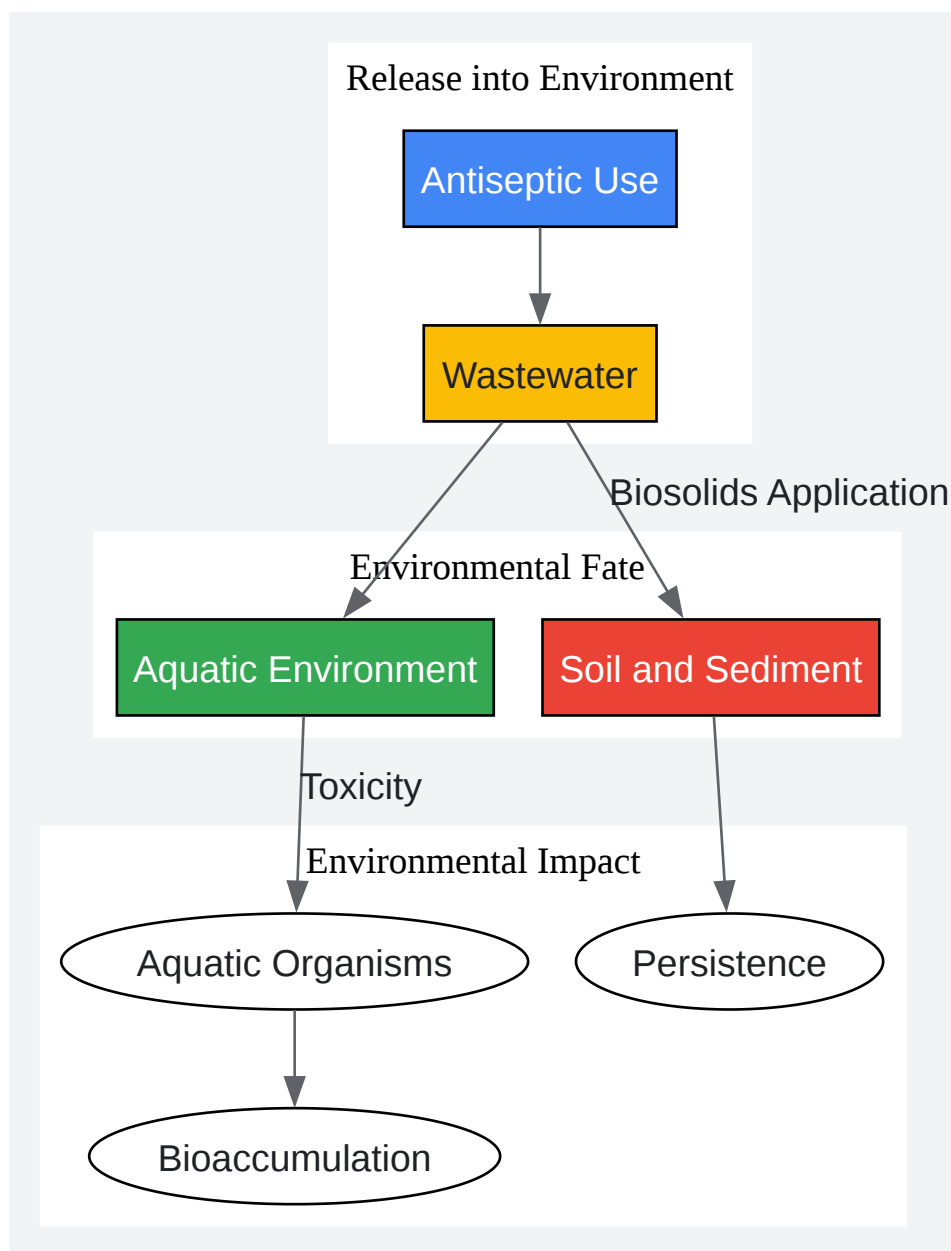 Release into Environment
Antiseptic Use
Wastewater
Biosolids Application
Environmental Fate
Aquatic Environment
Soil and Sediment
Toxicity
Environmental Impact
Aquatic Organisms
Persistence
Bioaccumulation